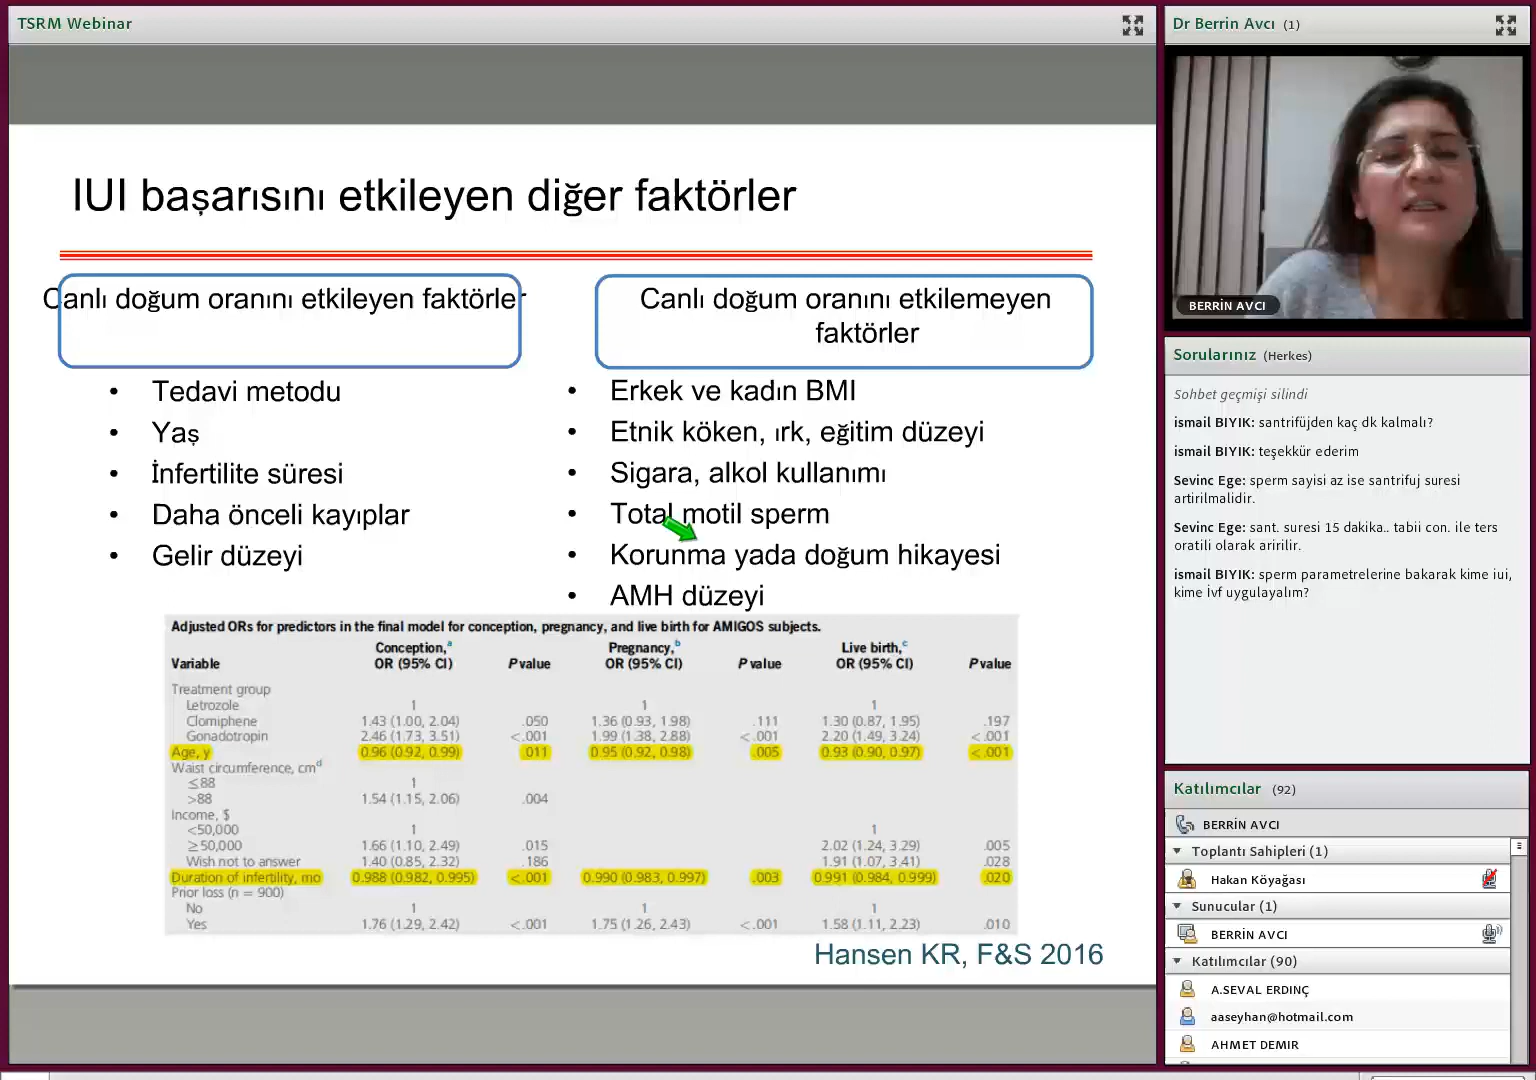 TSRM Webinar
IUI başarısını etkileyen diğer faktörler
Canlı doğum oranını etkileyen faktörler
• Tedavi metodu
• Yaş
• İnfertilite süresi
• Daha önceli kayıplar
• Gelir düzeyi
Canlı doğum oranını etkilemeyen
faktörler
• Erkek ve kadın BMI
• Etnik köken, ırk, eğitim düzeyi
• Sigara, alkol kullanımı
• Total motil sperm
• Korunma yada doğum hikayesi
• AMH düzeyi
Adjusted ORs for predictors in the final model for conception, pregnancy, and live birth for AMIGOS subjects.
Conception,a Pregnancy,b Live birth,c
Variable OR (95% CI) P value OR (95% CI) P value OR (95% CI) P value
Treatment group
Letrozole 1 1 1
Clomiphene 1.43 (1.00, 2.04) .050 1.36 (0.93, 1.98) .111 1.30 (0.87, 1.95) .197
Gonadotropin 2.46 (1.73, 3.51) <.001 1.99 (1.38, 2.88) <.001 2.20 (1.49, 3.24) <.001
Age, y 0.96 (0.92, 0.99) .011 0.95 (0.92, 0.98) .005 0.93 (0.90, 0.97) <.001
Waist circumference, cmd
≤88 1
>88 1.54 (1.15, 2.06) .004
Income, $
<50,000 1 1
≥50,000 1.66 (1.10, 2.49) .015 2.02 (1.24, 3.29) .005
Wish not to answer 1.40 (0.85, 2.32) .186 1.91 (1.07, 3.41) .028
Duration of infertility, mo 0.988 (0.982, 0.995) <.001 0.990 (0.983, 0.997) .003 0.991 (0.984, 0.999) .020
Prior loss (n = 900)
No 1 1 1
Yes 1.76 (1.29, 2.42) <.001 1.75 (1.26, 2.43) <.001 1.58 (1.11, 2.23) .010
Hansen KR, F&S 2016
Dr Berrin Avcı (1)
BERRİN AVCI
Sorularınız (Herkes)
Sohbet geçmişi silindi
ismail BIYIK: santrifüjden kaç dk kalmalı?
ismail BIYIK: teşekkür ederim
Sevinc Ege: sperm sayisi az ise santrifuj suresi
artirilmalidir.
Sevinc Ege: sant. suresi 15 dakika.. tabii con. ile ters
oratili olarak aririlir.
ismail BIYIK: sperm parametrelerine bakarak kime iui,
kime İvf uygulayalım?
Katılımcılar (92)
BERRİN AVCI
Toplantı Sahipleri (1)
Hakan Köyağası
Sunucular (1)
BERRİN AVCI
Katılımcılar (90)
A.SEVAL ERDINÇ
aaseyhan@hotmail.com
AHMET DEMIR